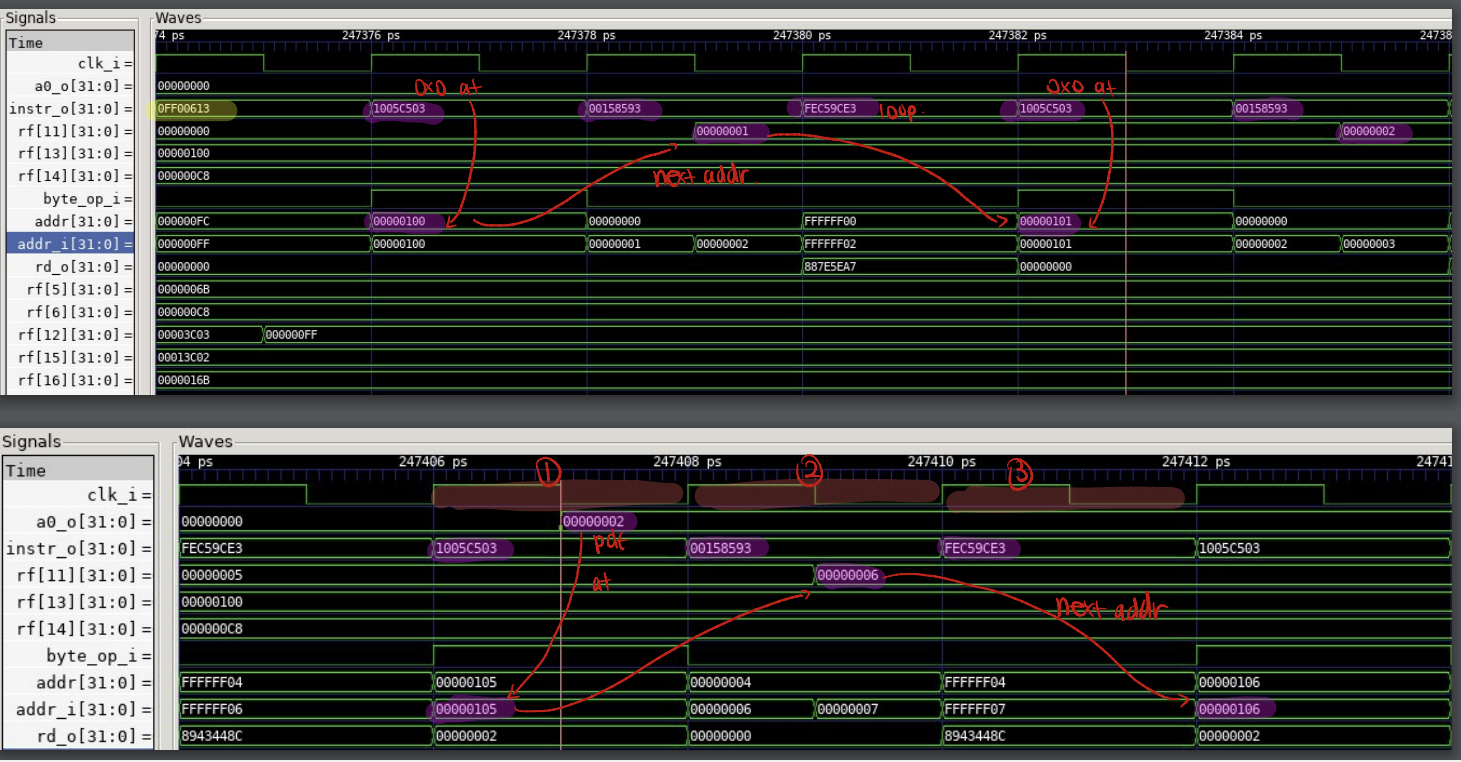 Signals Waves
Time 74 ps 247376 ps 247378 ps 247380 ps 247382 ps 247384 ps 24738
clk_i=
0x0 at 0x0 at
a0_o[31:0]= 00000000
instr_o[31:0]= 0FF00613 1005C503 00158593 FEC59CE3 loop. 1005C503 00158593
rf[11][31:0]= 00000000 00000001 00000002
rf[13][31:0]= 00000100
rf[14][31:0]= 000000C8
next addr.
byte_op_i=
addr[31:0]= 000000FC 00000100 00000000 FFFFFF00 00000101 00000000
addr_i[31:0]= 000000FF 00000100 00000001 00000002 FFFFFF02 00000101 00000002 00000003
rd_o[31:0]= 00000000 887E5EA7 00000000
rf[5][31:0]= 0000006B
rf[6][31:0]= 000000C8
rf[12][31:0]= 00003C03 000000FF
rf[15][31:0]= 00013C02
rf[16][31:0]= 0000016B
Signals Waves
Time 04 ps 247406 ps 247408 ps 247410 ps 247412 ps 24741
① ② ③
clk_i=
a0_o[31:0]= 00000000 00000002
pdf
instr_o[31:0]= FEC59CE3 1005C503 00158593 FEC59CE3 1005C503
at
rf[11][31:0]= 00000005 00000006
rf[13][31:0]= 00000100
next addr
rf[14][31:0]= 000000C8
byte_op_i=
addr[31:0]= FFFFFF04 00000105 00000004 FFFFFF04 00000106
addr_i[31:0]= FFFFFF06 00000105 00000006 00000007 FFFFFF07 00000106
rd_o[31:0]= 8943448C 00000002 00000000 8943448C 00000002